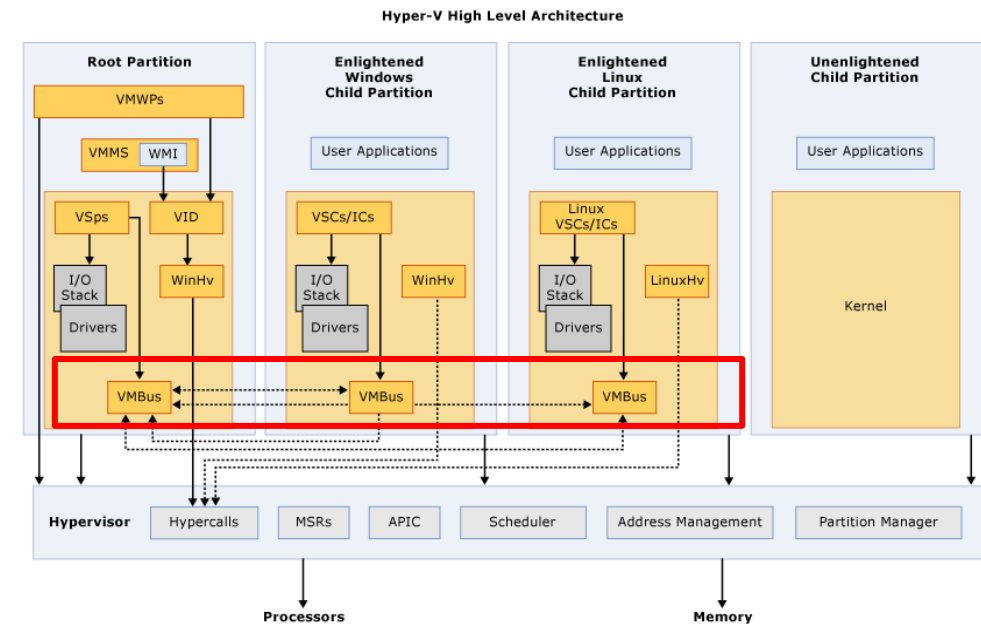 Hyper-V High Level Architecture
Root Partition
VMWPs
VMMS
WMI
VSps
VID
I/O
Stack
Drivers
WinHv
VMBus
Enlightened
Windows
Child Partition
User Applications
VSCs/ICs
I/O
Stack
Drivers
WinHv
VMBus
Enlightened
Linux
Child Partition
User Applications
Linux
VSCs/ICs
I/O
Stack
Drivers
LinuxHv
VMBus
Unenlightened
Child Partition
User Applications
Kernel
Hypervisor
Hypercalls
MSRs
APIC
Scheduler
Address Management
Partition Manager
Processors
Memory